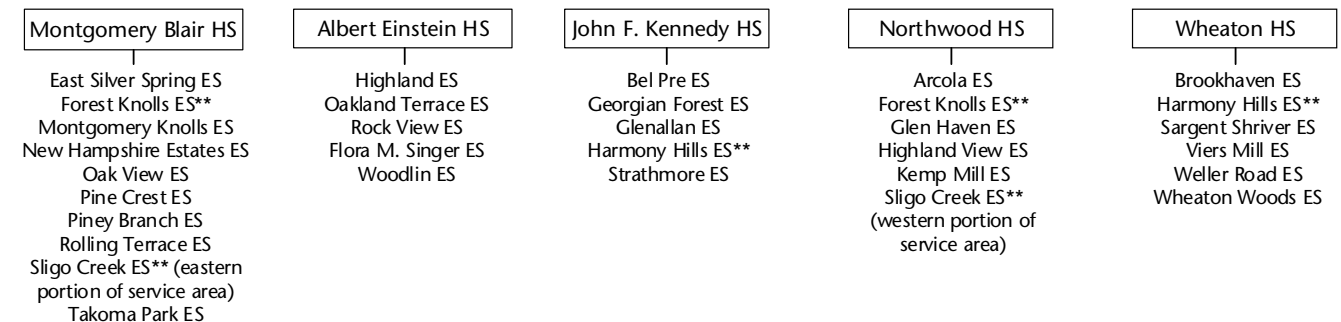 Montgomery Blair HS
East Silver Spring ES
Forest Knolls ES**
Montgomery Knolls ES
New Hampshire Estates ES
Oak View ES
Pine Crest ES
Piney Branch ES
Rolling Terrace ES
Sligo Creek ES** (eastern
portion of service area)
Takoma Park ES
Albert Einstein HS
Highland ES
Oakland Terrace ES
Rock View ES
Flora M. Singer ES
Woodlin ES
John F. Kennedy HS
Bel Pre ES
Georgian Forest ES
Glenallan ES
Harmony Hills ES**
Strathmore ES
Northwood HS
Arcola ES
Forest Knolls ES**
Glen Haven ES
Highland View ES
Kemp Mill ES
Sligo Creek ES**
(western portion of
service area)
Wheaton HS
Brookhaven ES
Harmony Hills ES**
Sargent Shriver ES
Viers Mill ES
Weller Road ES
Wheaton Woods ES